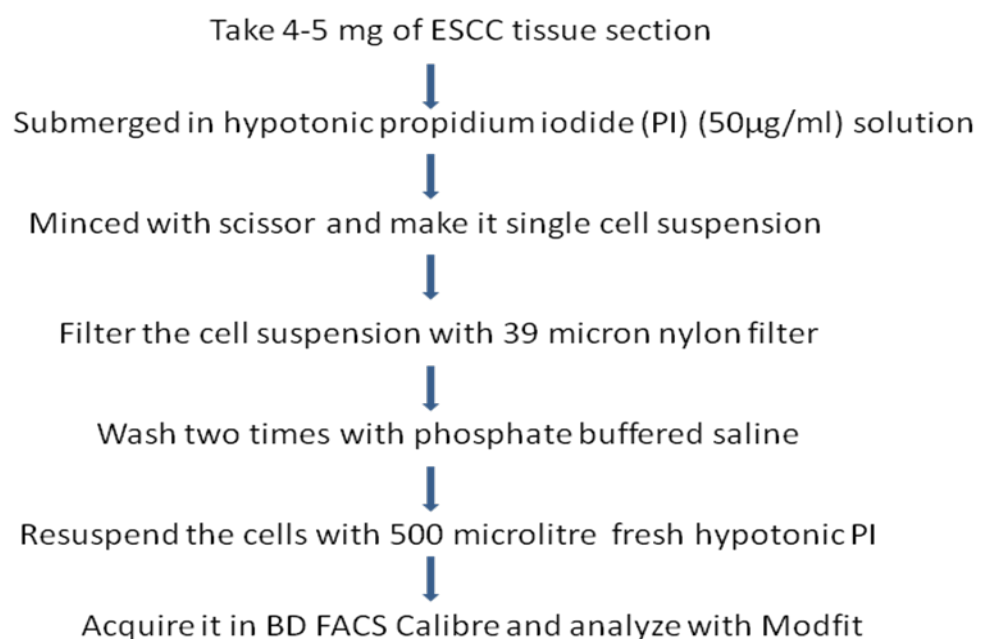 Take 4-5 mg of ESCC tissue section
Submerged in hypotonic propidium iodide (PI) (50µg/ml) solution
Minced with scissor and make it single cell suspension
Filter the cell suspension with 39 micron nylon filter
Wash two times with phosphate buffered saline
Resuspend the cells with 500 microlitre fresh hypotonic PI
Acquire it in BD FACS Calibre and analyze with Modfit